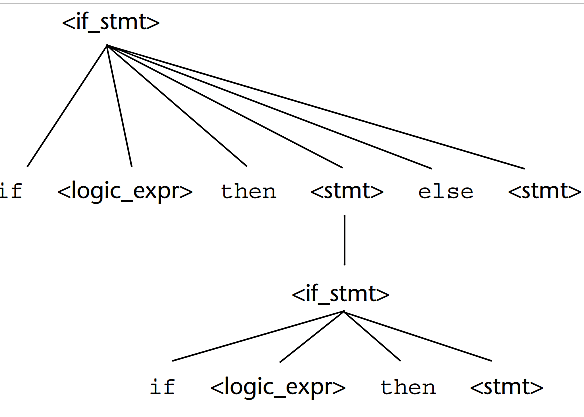 <if_stmt>
if <logic_expr> then <stmt> else <stmt>
<if_stmt>
if <logic_expr> then <stmt>